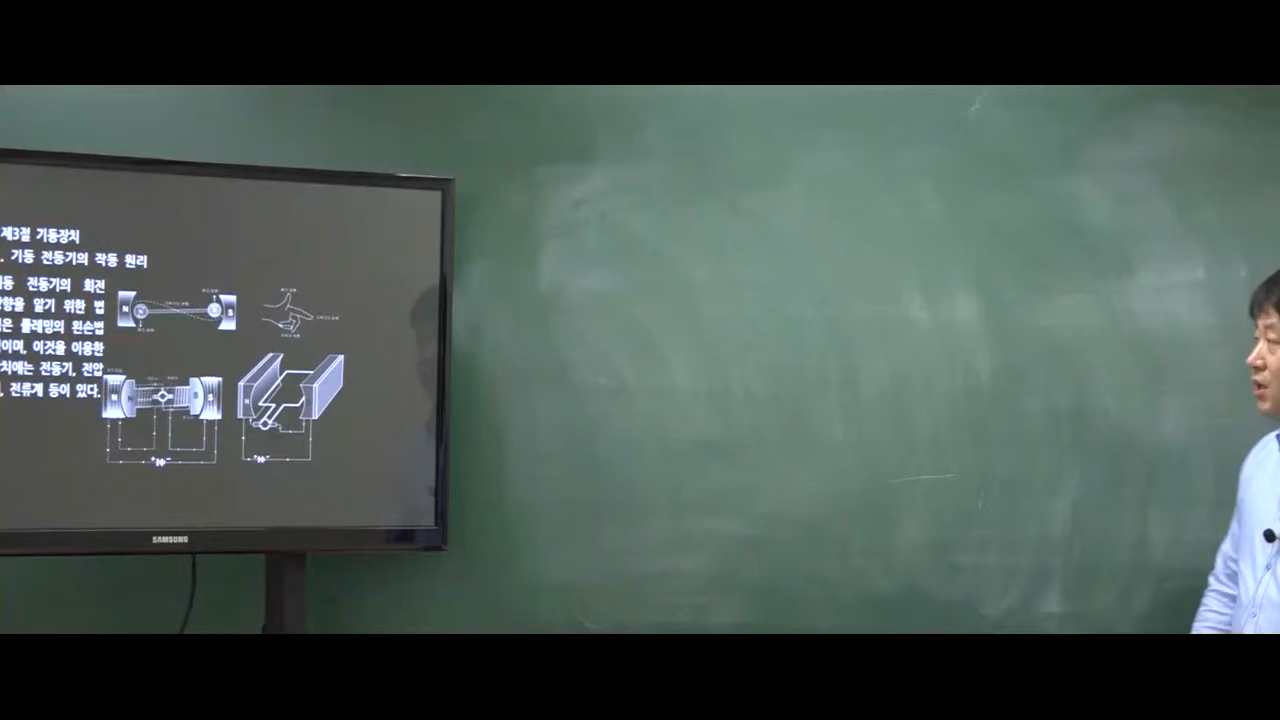 제3절 기동장치
. 기동 전동기의 작동 원리
동 전동기의 회전
향을 알기 위한 법
은 플레밍의 왼손법
이며, 이것을 이용한
치에는 전동기, 전압
, 전류계 등이 있다.
N
S
N
N
S
S
N
SAMSUNG